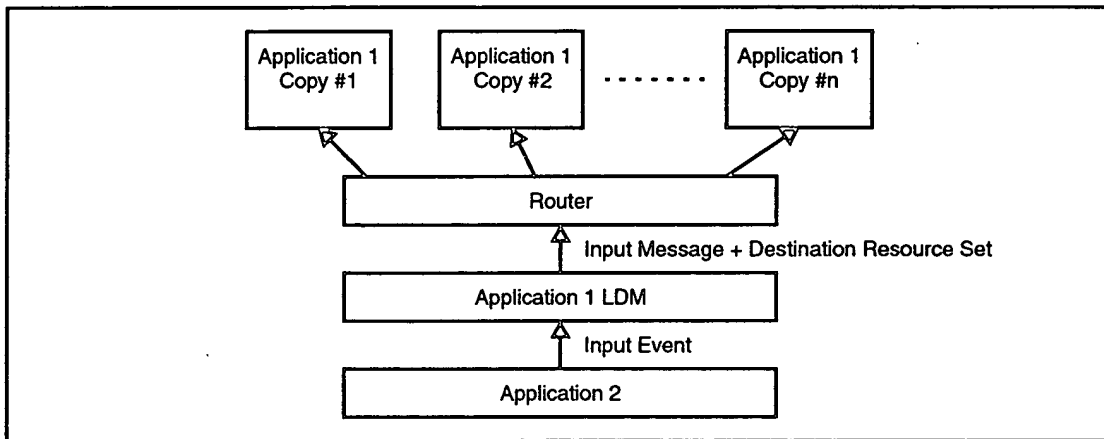 Application 1
Copy #1
Application 1
Copy #2
Application 1
Copy #n
Router
Input Message + Destination Resource Set
Application 1 LDM
Input Event
Application 2